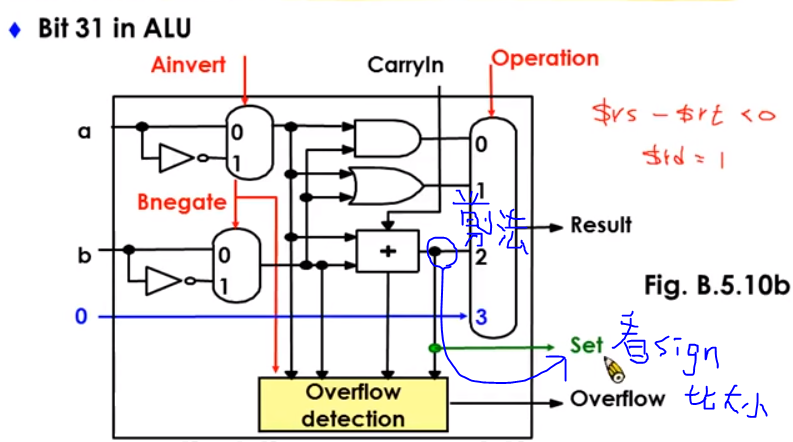 ♦ Bit 31 in ALU
Ainvert
CarryIn
Operation
$rs - $rt < 0
$rd = 1
a
0
1
0
1
Bnegate
減法
Result
b
0
1
+
2
Fig. B.5.10b
0
3
Set
看sign
比大小
Overflow detection
Overflow